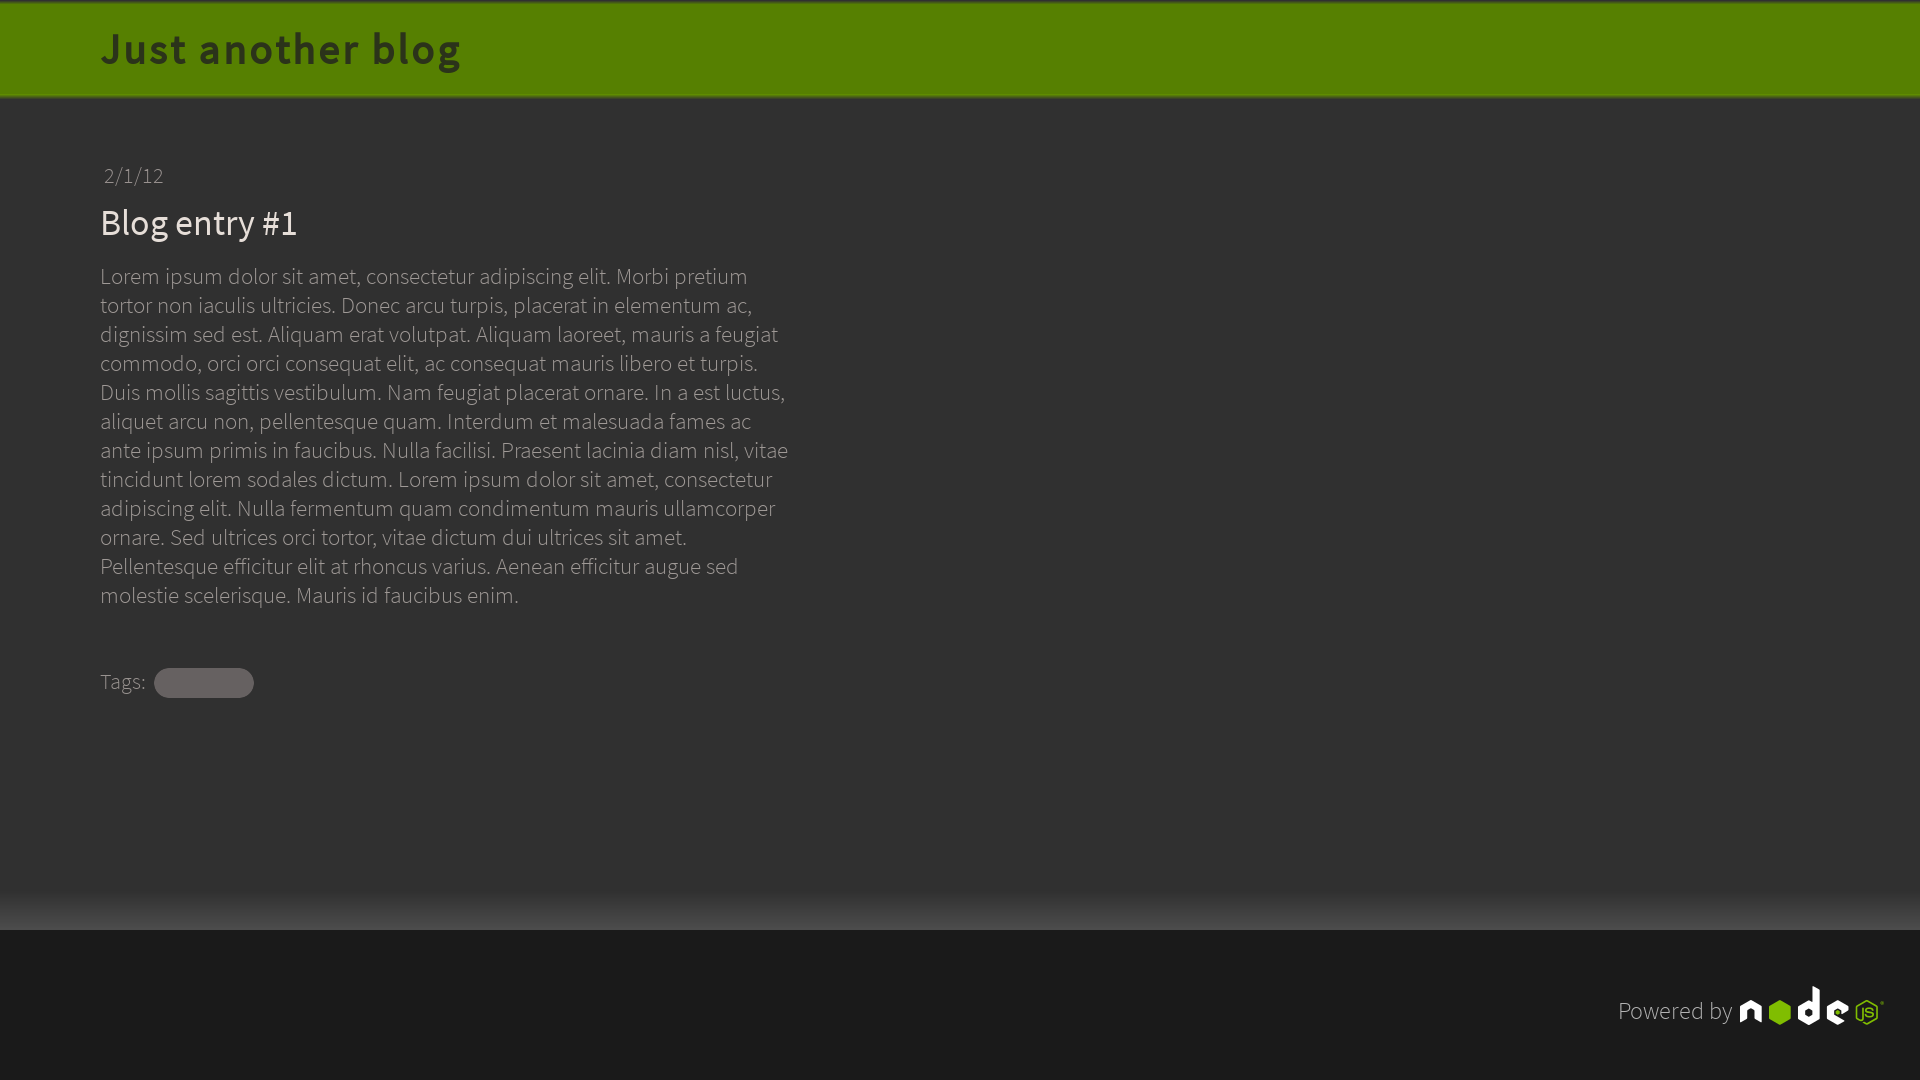 Just another blog
2/1/12
Blog entry #1
Lorem ipsum dolor sit amet, consectetur adipiscing elit. Morbi pretium
tortor non iaculis ultricies. Donec arcu turpis, placerat in elementum ac,
dignissim sed est. Aliquam erat volutpat. Aliquam laoreet, mauris a feugiat
commodo, orci orci consequat elit, ac consequat mauris libero et turpis.
Duis mollis sagittis vestibulum. Nam feugiat placerat ornare. In a est luctus,
aliquet arcu non, pellentesque quam. Interdum et malesuada fames ac
ante ipsum primis in faucibus. Nulla facilisi. Praesent lacinia diam nisl, vitae
tincidunt lorem sodales dictum. Lorem ipsum dolor sit amet, consectetur
adipiscing elit. Nulla fermentum quam condimentum mauris ullamcorper
ornare. Sed ultrices orci tortor, vitae dictum dui ultrices sit amet.
Pellentesque efficitur elit at rhoncus varius. Aenean efficitur augue sed
molestie scelerisque. Mauris id faucibus enim.
Tags:
Powered by node JS®